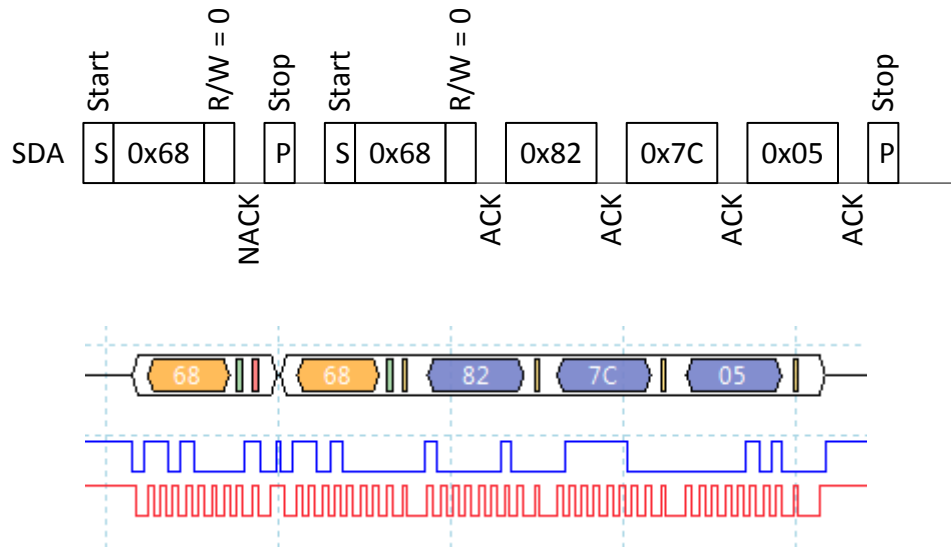 Start
R/W = 0
Stop
Start
R/W = 0
Stop
SDA S 0x68 P S 0x68 0x82 0x7C 0x05 P
NACK
ACK
ACK
ACK
ACK
68 68 82 7C 05